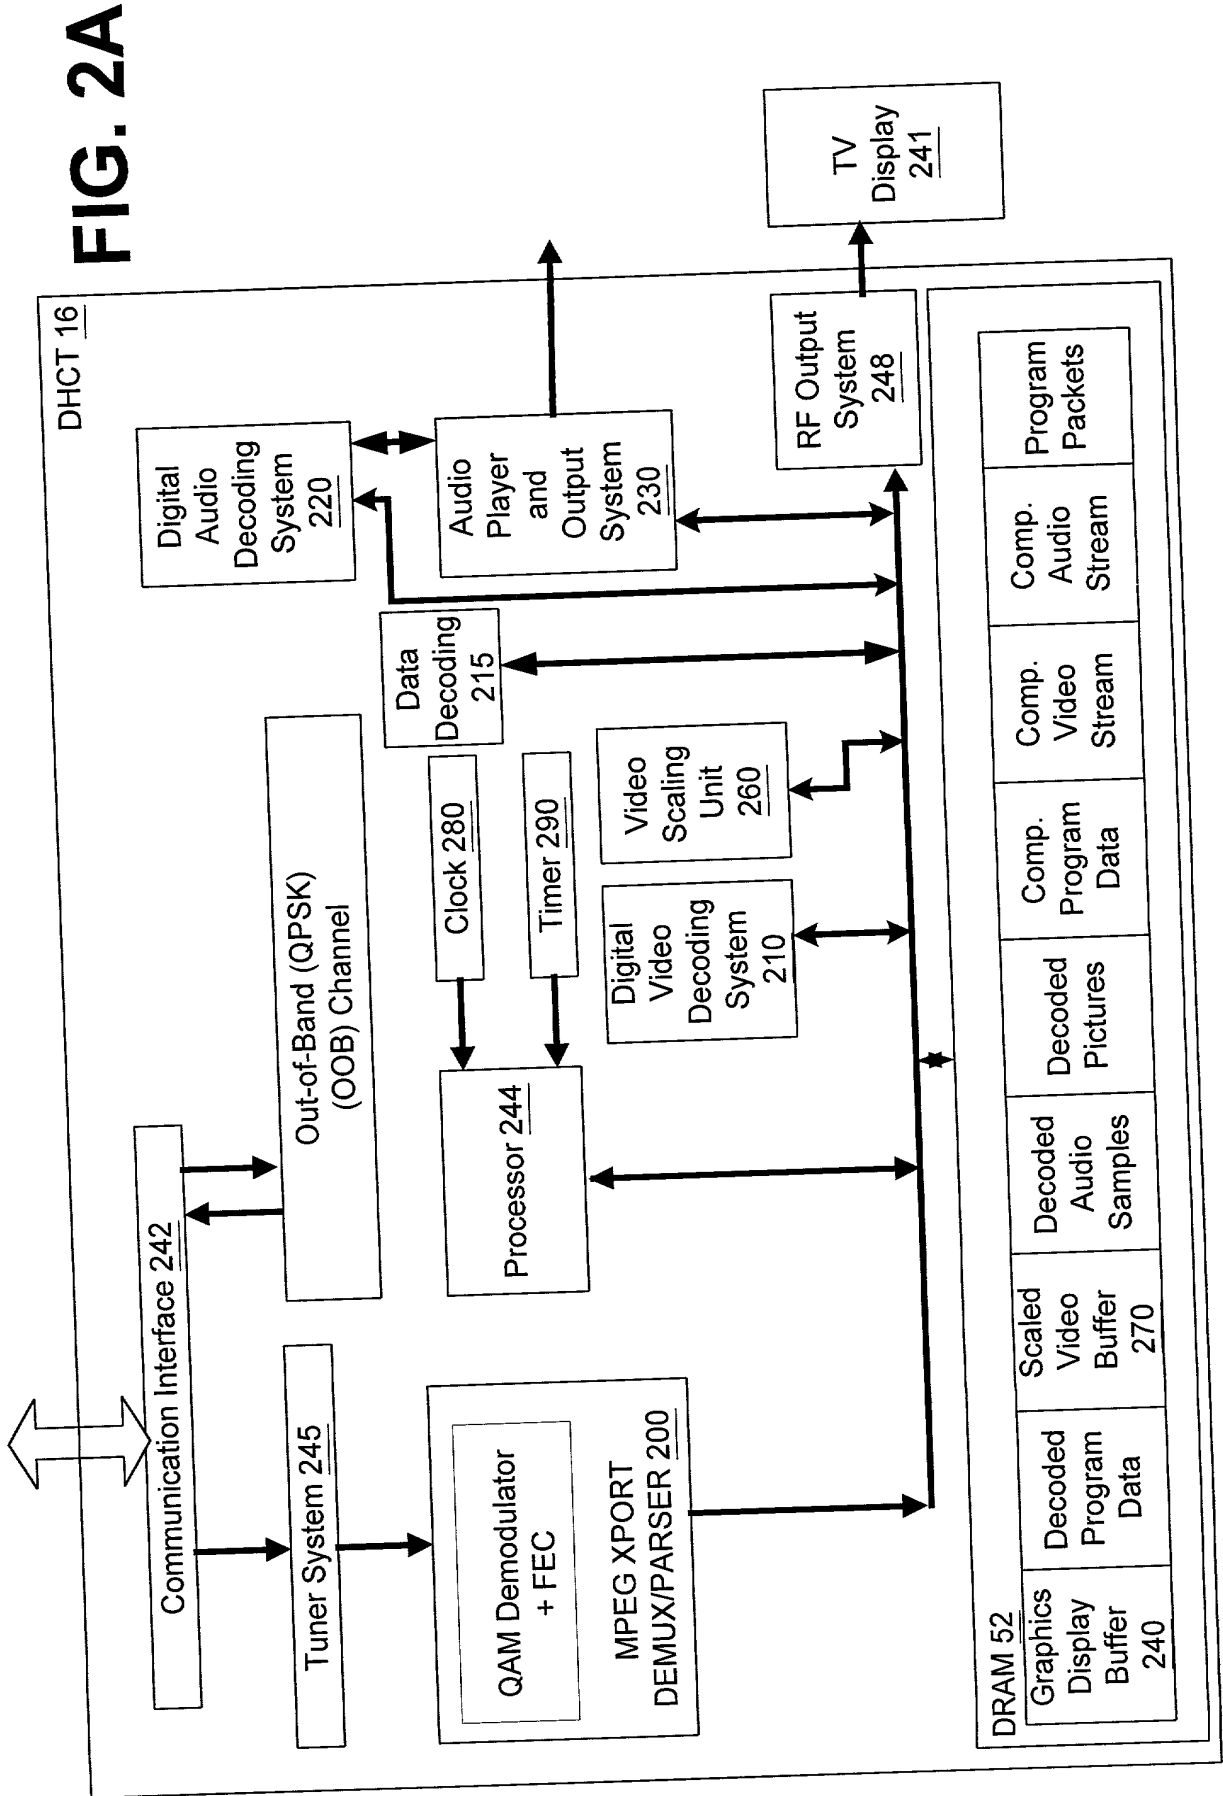 FIG. 2A
DHCT 16
Communication Interface 242
Out-of-Band (QPSK)
(OOB) Channel
Tuner System 245
QAM Demodulator
+ FEC
MPEG XPORT
DEMUX/PARSER 200
Processor 244
Clock 280
Timer 290
Data
Decoding
215
Digital
Audio
Decoding
System
220
Audio
Player
and
Output
System
230
Digital
Video
Decoding
System
210
Video
Scaling
Unit
260
RF Output
System
248
TV
Display
241
DRAM 52
Graphics
Display
Buffer
240
Decoded
Program
Data
Scaled
Video
Buffer
270
Decoded
Audio
Samples
Decoded
Pictures
Comp.
Program
Data
Comp.
Video
Stream
Comp.
Audio
Stream
Program
Packets